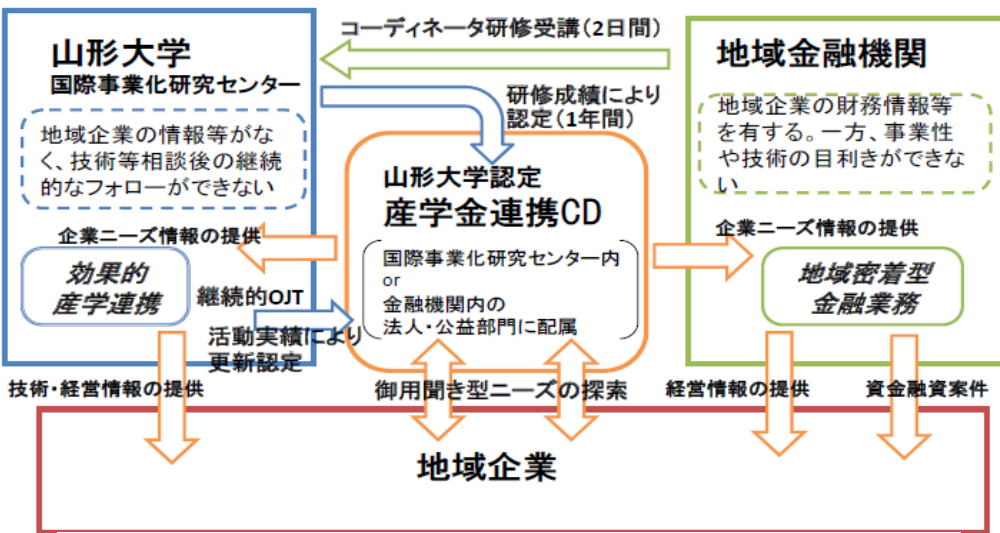 コーディネータ研修受講(2日間)
山形大学
国際事業化研究センター
地域企業の情報等がな
く、技術等相談後の継続
的なフォローができない
企業ニーズ情報の提供
効果的
産学連携
継続的OJT
活動実績により
更新認定
技術・経営情報の提供
研修成績により
認定(1年間)
山形大学認定
産学金連携CD
国際事業化研究センター内
or
金融機関内の
法人・公益部門に配属
御用聞き型ニーズの探索
地域金融機関
地域企業の財務情報等
を有する。一方、事業性
や技術の目利きができな
い
企業ニーズ情報の提供
地域密着型
金融業務
経営情報の提供
資金融資案件
地域企業